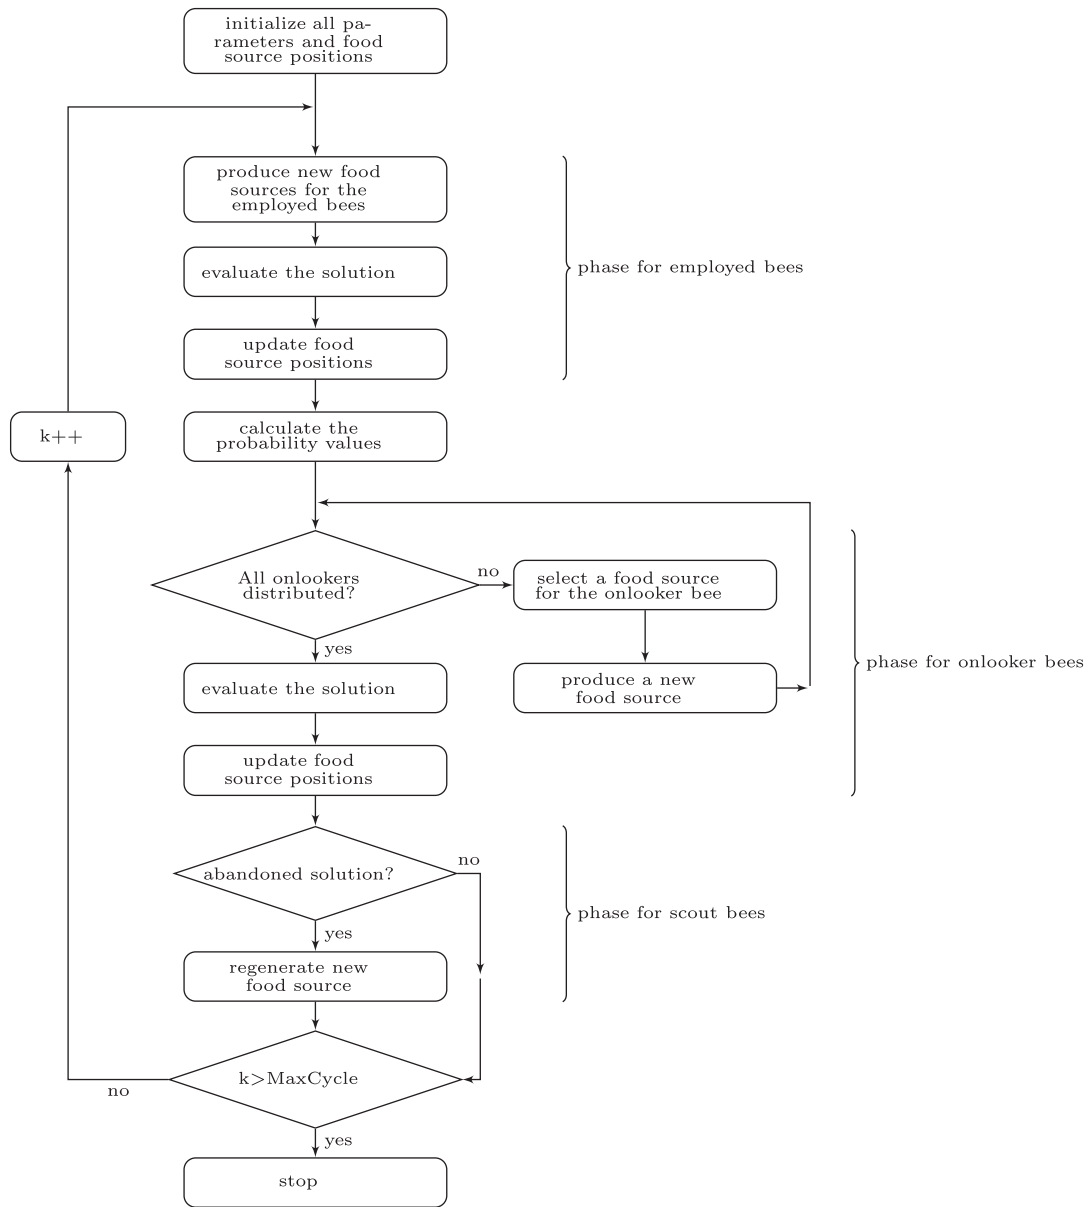 initialize all pa-
rameters and food
source positions
produce new food
sources for the
employed bees
evaluate the solution
phase for employed bees
update food
source positions
calculate the
probability values
k++
All onlookers
distributed?
no
select a food source
for the onlooker bee
yes
evaluate the solution
produce a new
food source
phase for onlooker bees
update food
source positions
abandoned solution?
no
yes
phase for scout bees
regenerate new
food source
k>MaxCycle
no
yes
stop